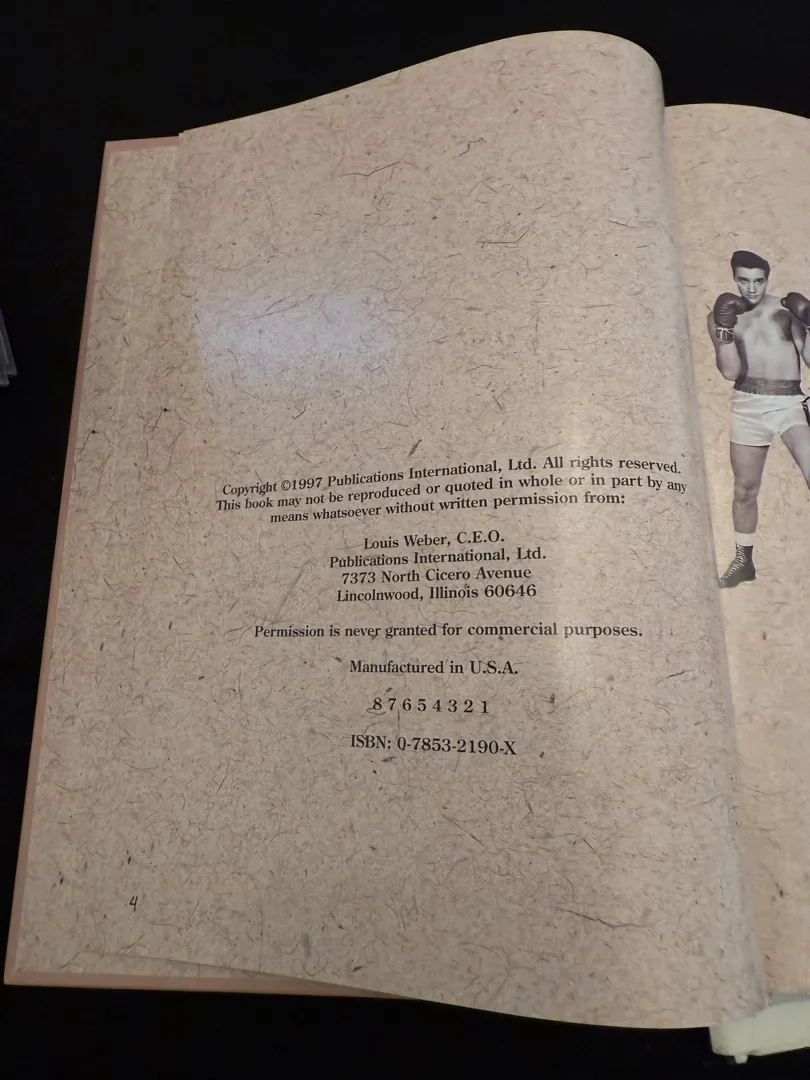 Copyright ©1997 Publications International, Ltd. All rights reserved.
This book may not be reproduced or quoted in whole or in part by any
means whatsoever without written permission from:
Louis Weber, C.E.O.
Publications International, Ltd.
7373 North Cicero Avenue
Lincolnwood, Illinois 60646
Permission is never granted for commercial purposes.
Manufactured in U.S.A.
8 7 6 5 4 3 2 1
ISBN: 0-7853-2190-X
4